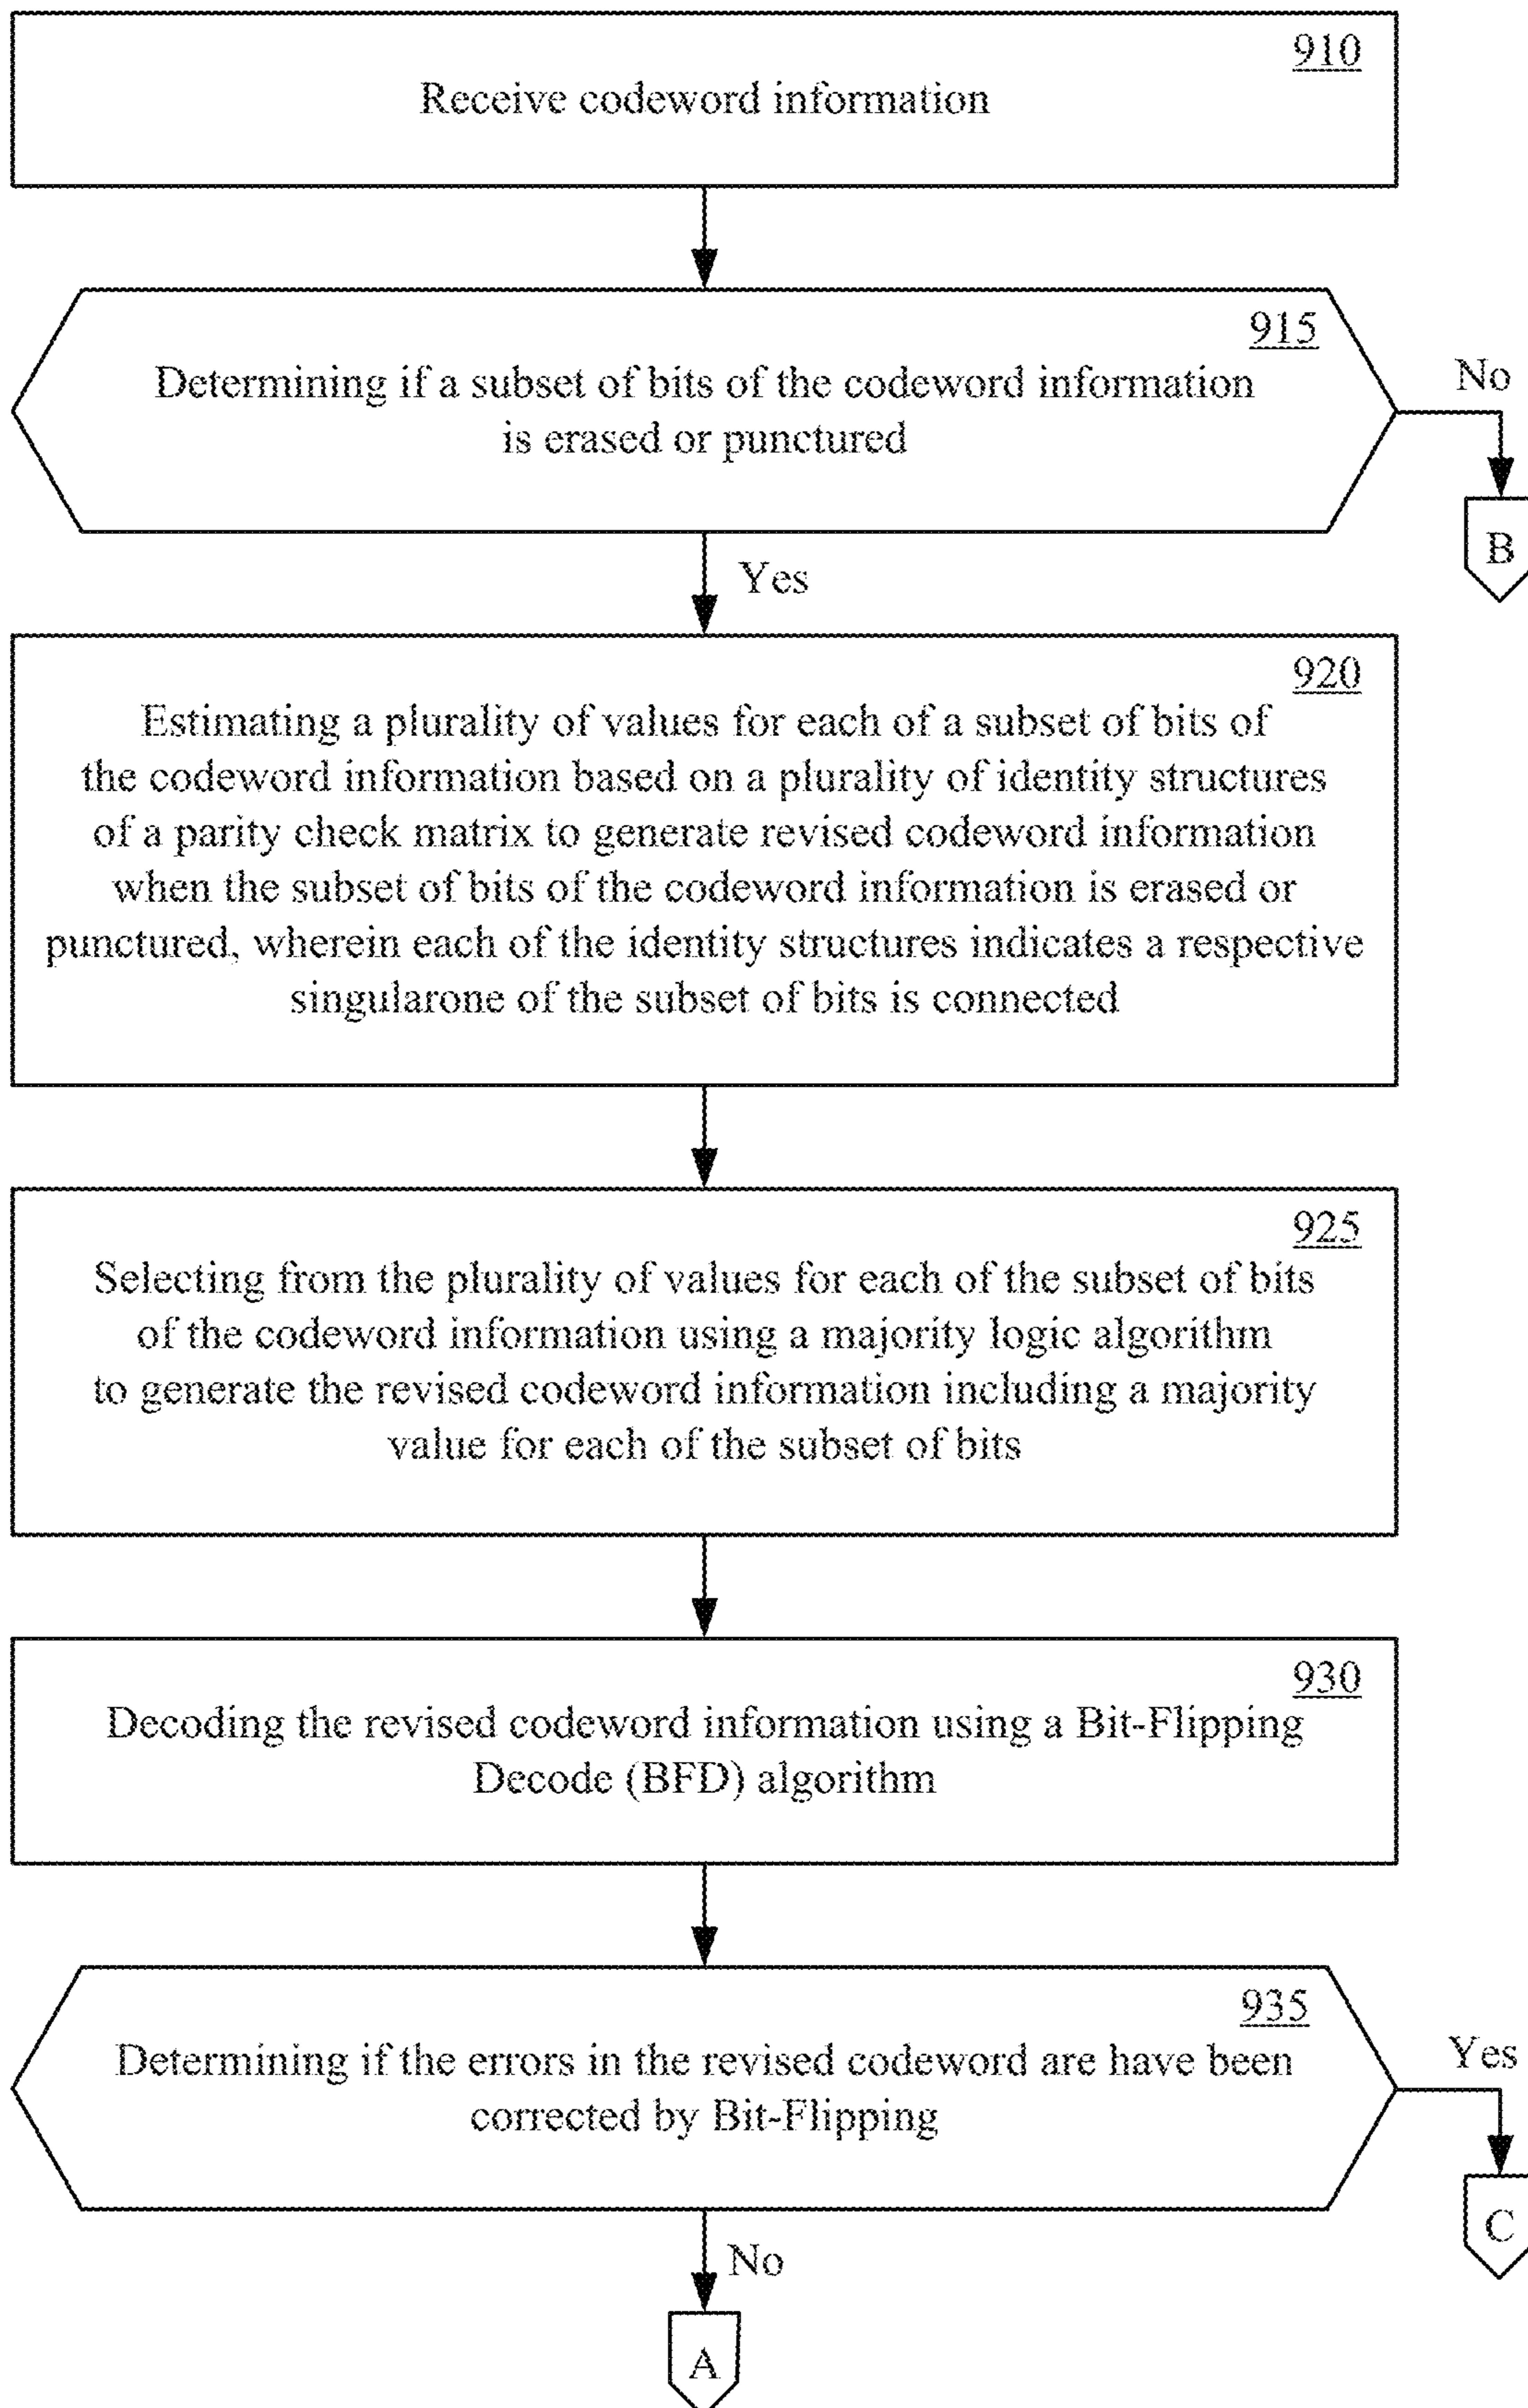 910
Receive codeword information
915
Determining if a subset of bits of the codeword information
is erased or punctured
No
B
Yes
920
Estimating a plurality of values for each of a subset of bits of
the codeword information based on a plurality of identity structures
of a parity check matrix to generate revised codeword information
when the subset of bits of the codeword information is erased or
punctured, wherein each of the identity structures indicates a respective
singularone of the subset of bits is connected
925
Selecting from the plurality of values for each of the subset of bits
of the codeword information using a majority logic algorithm
to generate the revised codeword information including a majority
value for each of the subset of bits
930
Decoding the revised codeword information using a Bit-Flipping
Decode (BFD) algorithm
935
Determining if the errors in the revised codeword are have been
corrected by Bit-Flipping
Yes
C
No
A